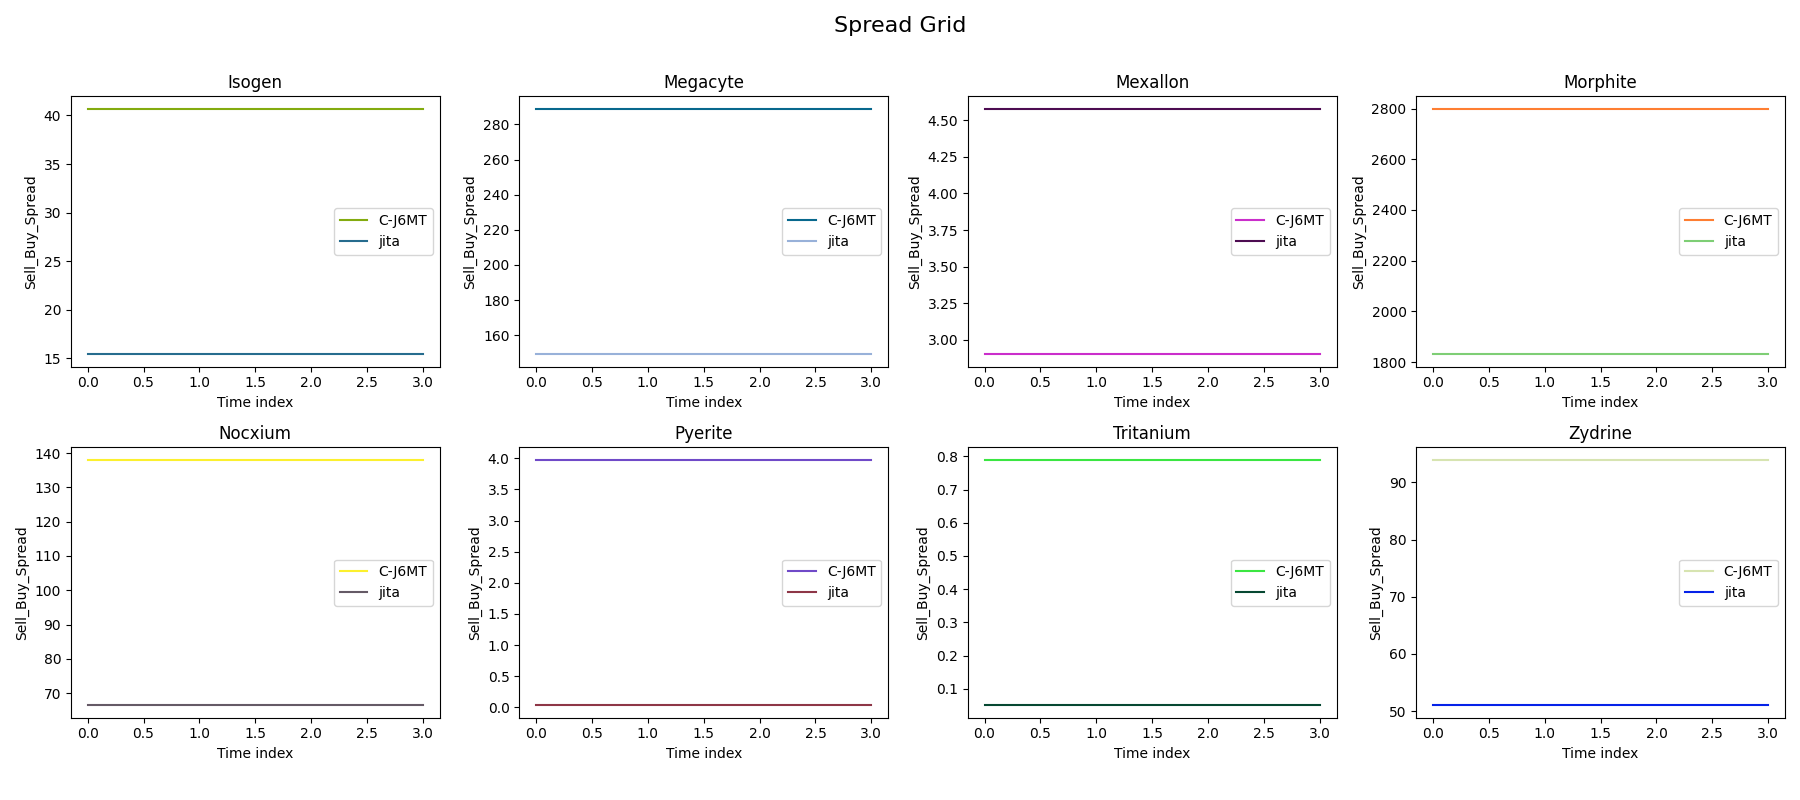 Spread Grid
Isogen
Sell_Buy_Spread
40
35
30
25
20
15
C-J6MT
jita
0.0 0.5 1.0 1.5 2.0 2.5 3.0
Time index
Megacyte
Sell_Buy_Spread
280
260
240
220
200
180
160
C-J6MT
jita
0.0 0.5 1.0 1.5 2.0 2.5 3.0
Time index
Mexallon
Sell_Buy_Spread
4.50
4.25
4.00
3.75
3.50
3.25
3.00
C-J6MT
jita
0.0 0.5 1.0 1.5 2.0 2.5 3.0
Time index
Morphite
Sell_Buy_Spread
2800
2600
2400
2200
2000
1800
C-J6MT
jita
0.0 0.5 1.0 1.5 2.0 2.5 3.0
Time index
Nocxium
Sell_Buy_Spread
140
130
120
110
100
90
80
70
C-J6MT
jita
0.0 0.5 1.0 1.5 2.0 2.5 3.0
Time index
Pyerite
Sell_Buy_Spread
4.0
3.5
3.0
2.5
2.0
1.5
1.0
0.5
0.0
C-J6MT
jita
0.0 0.5 1.0 1.5 2.0 2.5 3.0
Time index
Tritanium
Sell_Buy_Spread
0.8
0.7
0.6
0.5
0.4
0.3
0.2
0.1
C-J6MT
jita
0.0 0.5 1.0 1.5 2.0 2.5 3.0
Time index
Zydrine
Sell_Buy_Spread
90
80
70
60
50
C-J6MT
jita
0.0 0.5 1.0 1.5 2.0 2.5 3.0
Time index